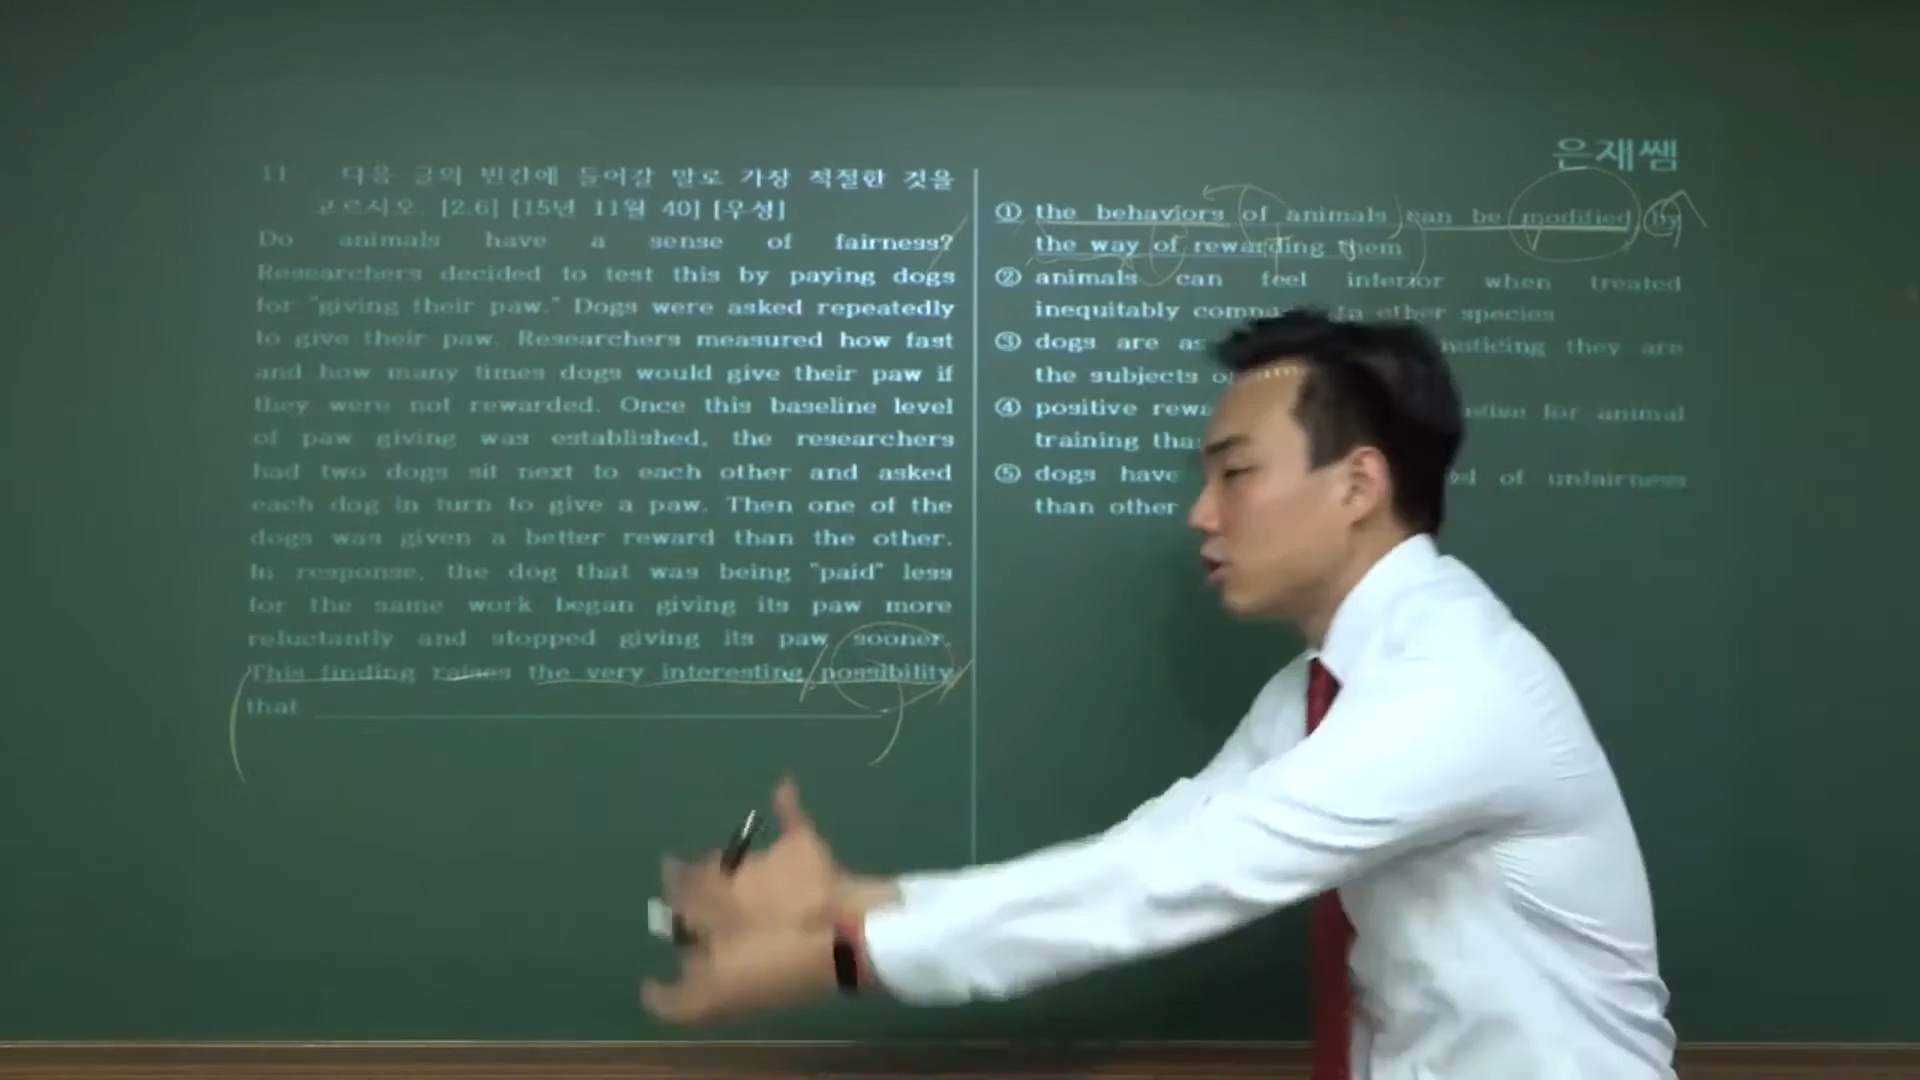 은재쌤
11 다음 글의 빈칸에 들어갈 말로 가장 적절한 것을
고르시오. [2.6] [15년 11월 40] [우성]
Do animals have a sense of fairness?
Researchers decided to test this by paying dogs
for "giving their paw." Dogs were asked repeatedly
to give their paw. Researchers measured how fast
and how many times dogs would give their paw if
they were not rewarded. Once this baseline level
of paw giving was established, the researchers
had two dogs sit next to each other and asked
each dog in turn to give a paw. Then one of the
dogs was given a better reward than the other.
In response, the dog that was being "paid" less
for the same work began giving its paw more
reluctantly and stopped giving its paw sooner.
This finding raises the very interesting possibility
that
① the behaviors of animals can be modified by
the way of rewarding them
② animals can feel inferior when treated
inequitably to other species
③ dogs are they are
the subjects
④ positive for animal
training
⑤ dogs have of unfairness
than other